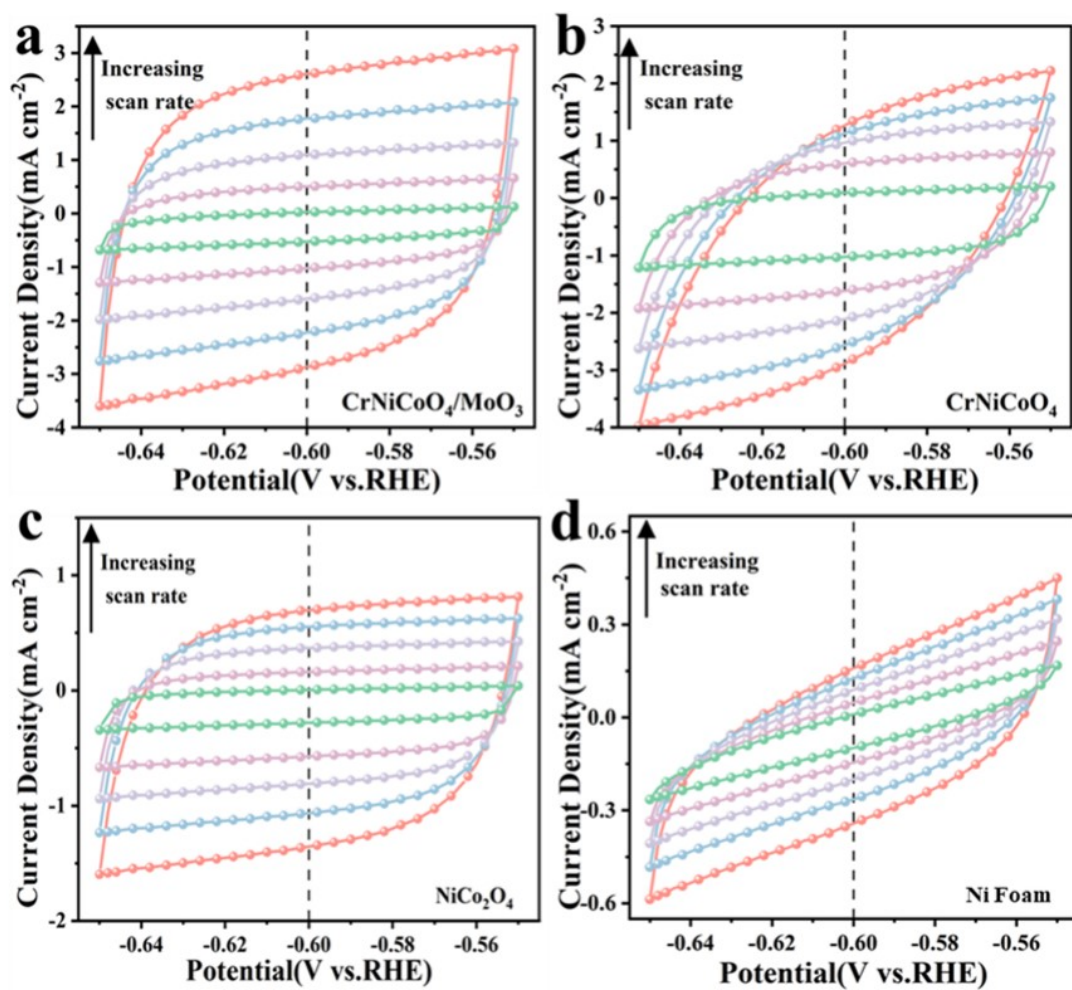 a
Increasing
scan rate
3
2
1
0
-1
-2
-3
-4
Current Density(mA cm⁻²)
CrNiCoO₄/MoO₃
-0.64 -0.62 -0.60 -0.58 -0.56
Potential(V vs.RHE)
b
Increasing
scan rate
3
2
1
0
-1
-2
-3
-4
Current Density(mA cm⁻²)
CrNiCoO₄
-0.64 -0.62 -0.60 -0.58 -0.56
Potential(V vs.RHE)
c
Increasing
scan rate
1
0
-1
-2
Current Density(mA cm⁻²)
NiCo₂O₄
-0.64 -0.62 -0.60 -0.58 -0.56
Potential(V vs.RHE)
d
Increasing
scan rate
0.6
0.3
0.0
-0.3
-0.6
Current Density(mA cm⁻²)
Ni Foam
-0.64 -0.62 -0.60 -0.58 -0.56
Potential(V vs.RHE)